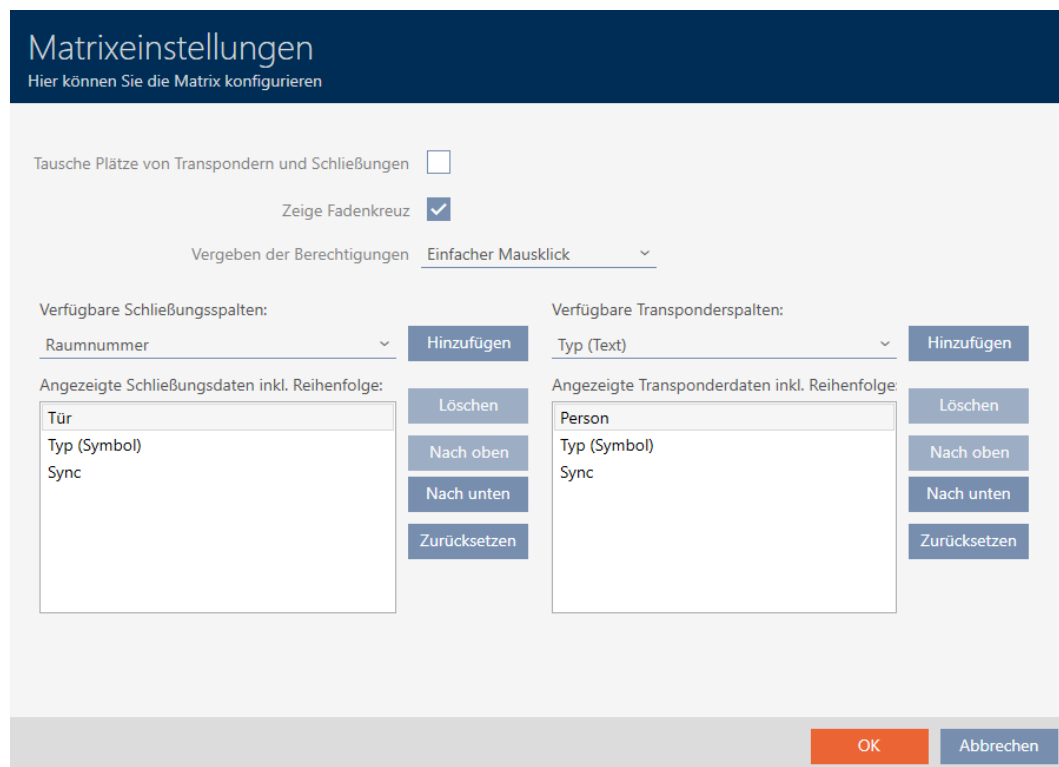 Matrixeinstellungen
Hier können Sie die Matrix konfigurieren
Tausche Plätze von Transpondern und Schließungen
Zeige Fadenkreuz
Vergeben der Berechtigungen Einfacher Mausklick
Verfügbare Schließungsspalten:
Raumnummer
Hinzufügen
Angezeigte Schließungsdaten inkl. Reihenfolge:
Tür
Typ (Symbol)
Sync
Löschen
Nach oben
Nach unten
Zurücksetzen
Verfügbare Transponderspalten:
Typ (Text)
Hinzufügen
Angezeigte Transponderdaten inkl. Reihenfolge:
Person
Typ (Symbol)
Sync
Löschen
Nach oben
Nach unten
Zurücksetzen
OK
Abbrechen